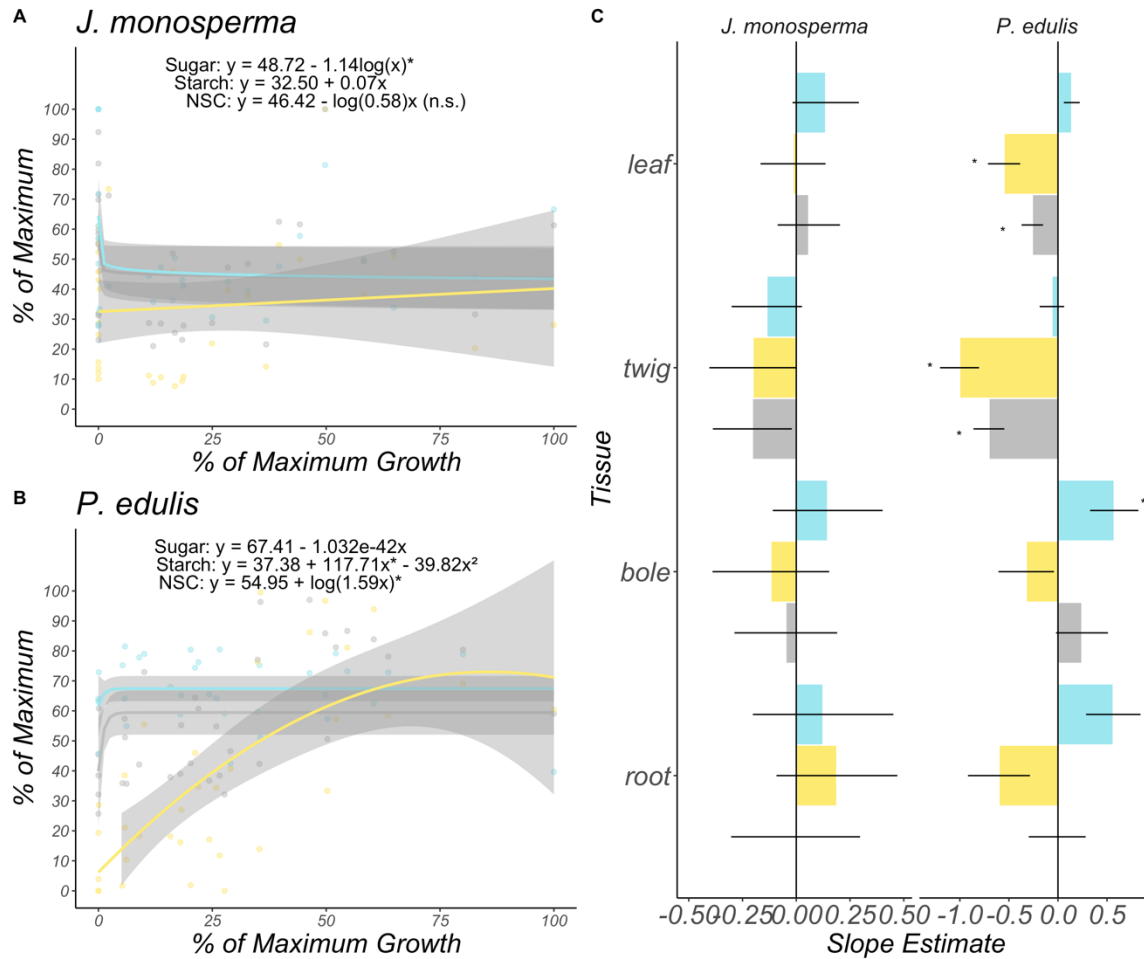 A
J. monosperma
Sugar: y = 48.72 - 1.14log(x)*
Starch: y = 32.50 + 0.07x
NSC: y = 46.42 - log(0.58)x (n.s.)
% of Maximum
100
90
80
70
60
50
40
30
20
10
0
0 25 50 75 100
% of Maximum Growth
B
P. edulis
Sugar: y = 67.41 - 1.032e-42x
Starch: y = 37.38 + 117.71x* - 39.82x²
NSC: y = 54.95 + log(1.59x)*
% of Maximum
100
90
80
70
60
50
40
30
20
10
0
0 25 50 75 100
% of Maximum Growth
C
J. monosperma P. edulis
Tissue
leaf
*
*
twig
*
*
bole
*
root
-0.50 -0.25 0.00 0.25 0.50 -1.0 -0.5 0.0 0.5
Slope Estimate